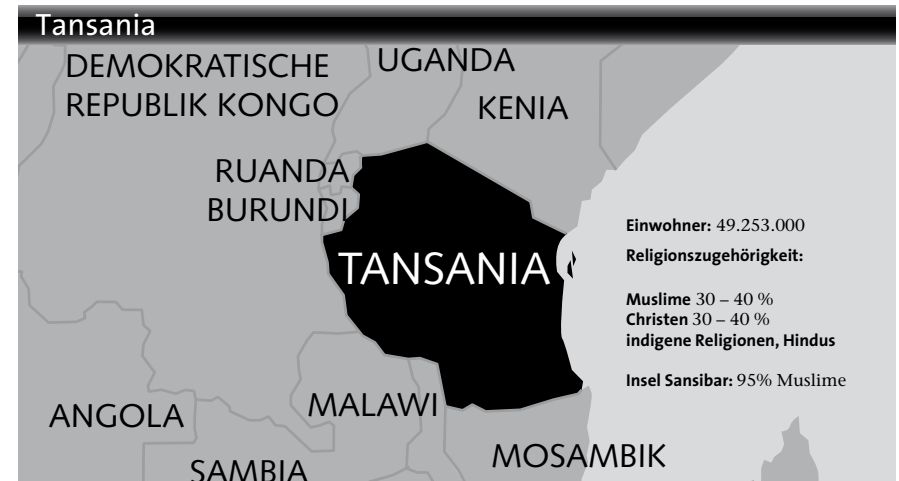 Tansania
DEMOKRATISCHE
REPUBLIK KONGO
UGANDA
KENIA
RUANDA
BURUNDI
TANSANIA
Einwohner: 49.253.000
Religionszugehörigkeit:
Muslime 30 – 40 %
Christen 30 – 40 %
indigene Religionen, Hindus
Insel Sansibar: 95% Muslime
ANGOLA
MALAWI
MOSAMBIK
SAMBIA